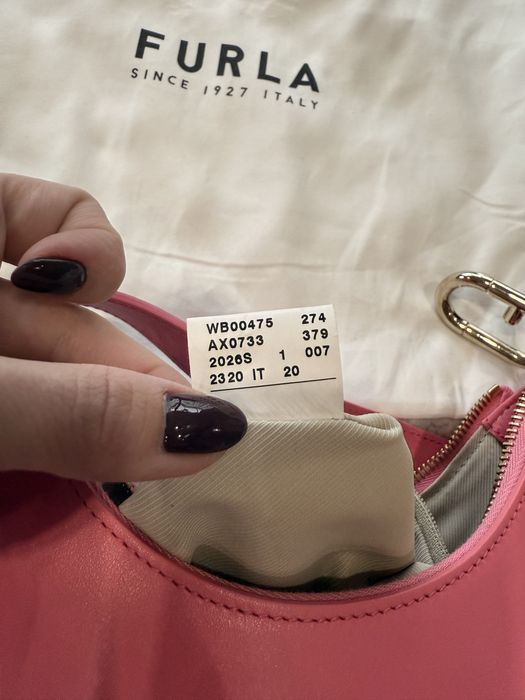 FURLA
SINCE 1927 ITALY
WB00475 274
AX0733 379
2026S 1 007
2320 IT 20